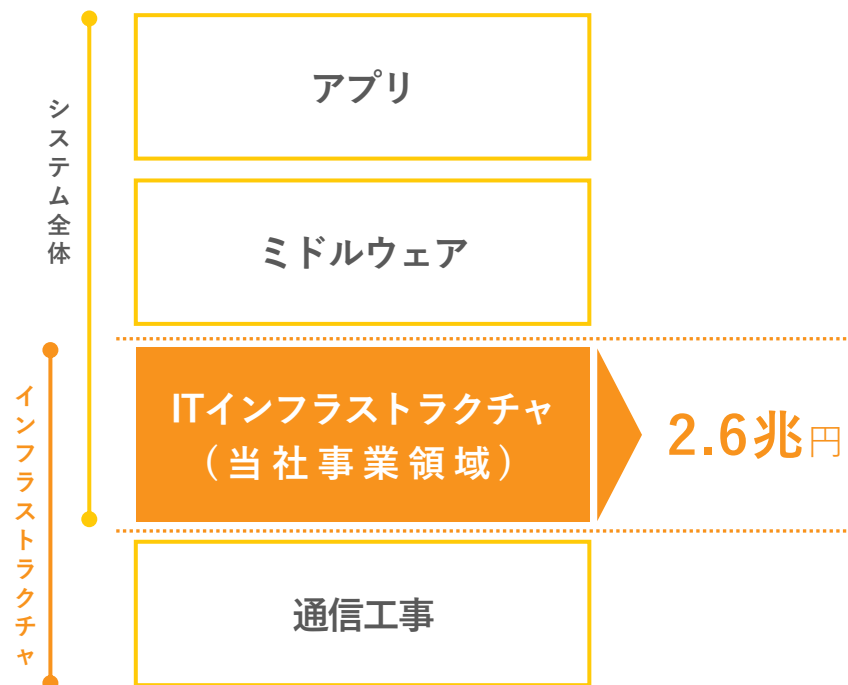 システム全体
アプリ
ミドルウェア
インフラストラクチャ
ITインフラストラクチャ
(当社事業領域)
2.6兆円
通信工事